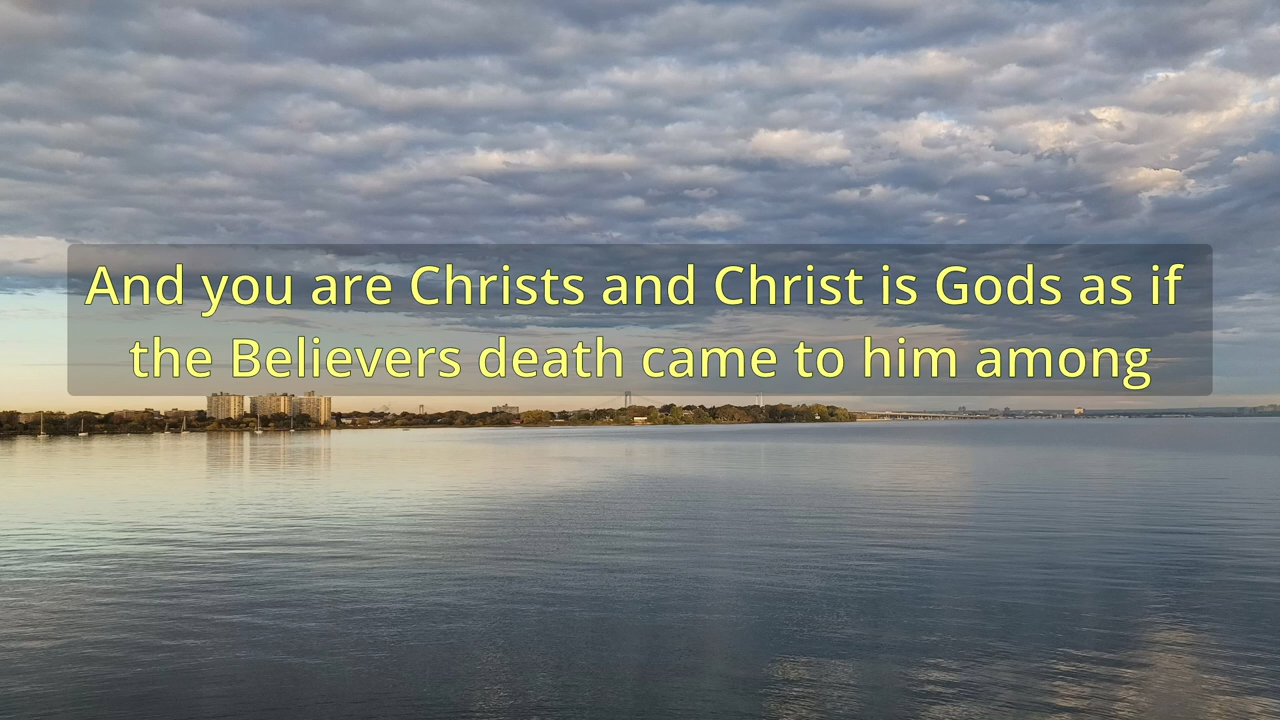 And you are Christs and Christ is Gods as if
the Believers death came to him among